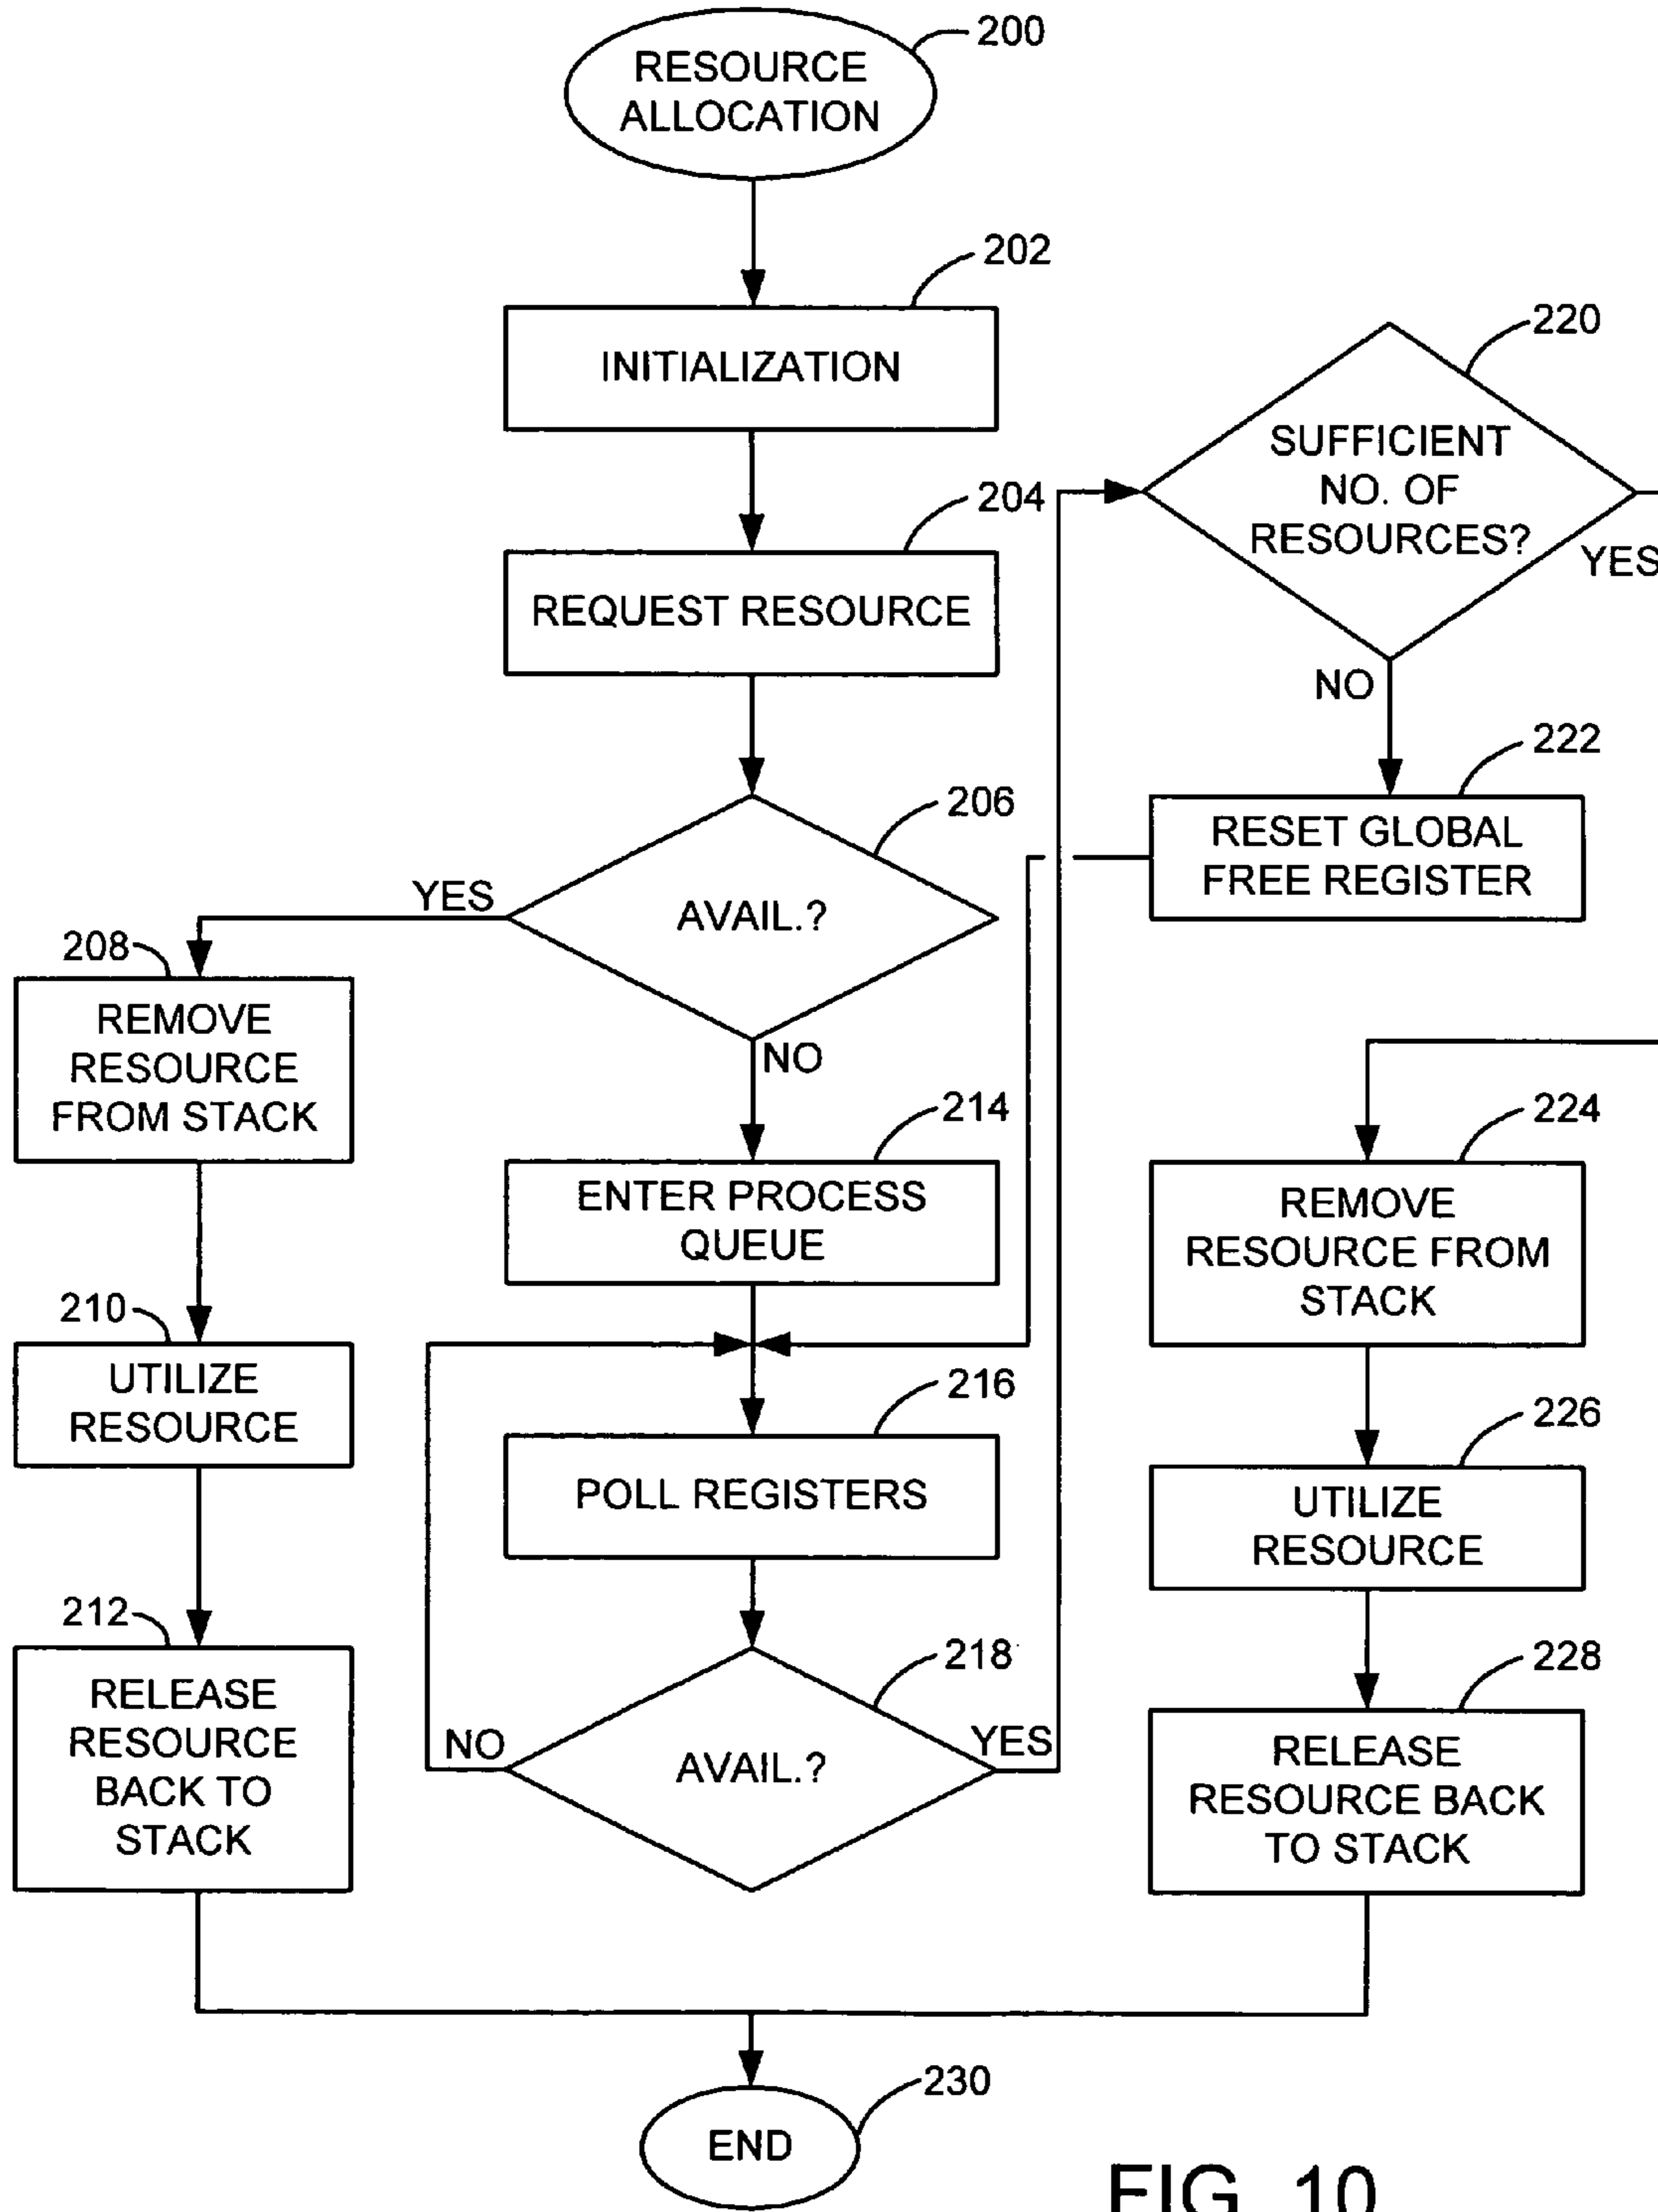 200
RESOURCE
ALLOCATION
202
INITIALIZATION
204
REQUEST RESOURCE
206
AVAIL.?
YES
NO
208
REMOVE
RESOURCE
FROM STACK
210
UTILIZE
RESOURCE
212
RELEASE
RESOURCE
BACK TO
STACK
214
ENTER PROCESS
QUEUE
216
POLL REGISTERS
218
AVAIL.?
NO
YES
220
SUFFICIENT
NO. OF
RESOURCES?
YES
NO
222
RESET GLOBAL
FREE REGISTER
224
REMOVE
RESOURCE FROM
STACK
226
UTILIZE
RESOURCE
228
RELEASE
RESOURCE BACK
TO STACK
230
END
FIG. 10